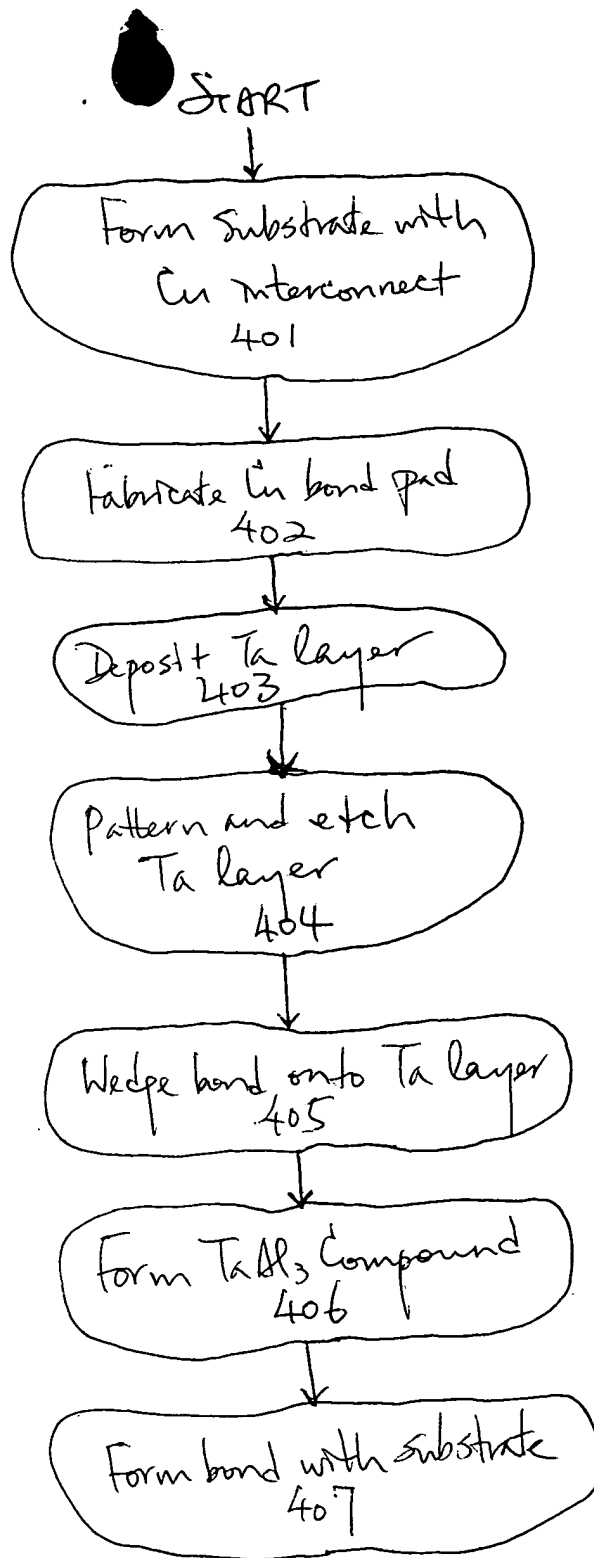 START
Form Substrate with
Cu interconnect
401
Fabricate Cu bond pad
402
Deposit Ta layer
403
Pattern and etch
Ta layer
404
Wedge bond onto Ta layer
405
Form TaAl₃ Compound
406
Form bond with substrate
407